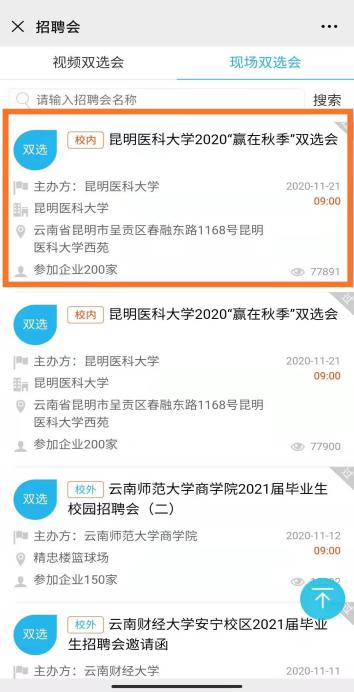 招聘会
视频双选会
现场双选会
请输入招聘会名称
搜索
双选
校内
昆明医科大学2020“赢在秋季”双选会
主办方：昆明医科大学
2020-11-21
09:00
昆明医科大学
云南省昆明市呈贡区春融东路1168号昆明
医科大学西苑
参加企业200家
77891
双选
校内
昆明医科大学2020“赢在秋季”双选会
过
主办方：昆明医科大学
2020-11-21
09:00
昆明医科大学
云南省昆明市呈贡区春融东路1168号昆明
医科大学西苑
参加企业200家
77900
双选
校外
云南师范大学商学院2021届毕业生
校园招聘会（二）
过
主办方：云南师范大学商学院
2020-11-12
09:00
精忠楼篮球场
参加企业150家
双选
校外
云南财经大学安宁校区2021届毕业
生招聘会邀请函
过
主办方：云南财经大学
2020-11-11